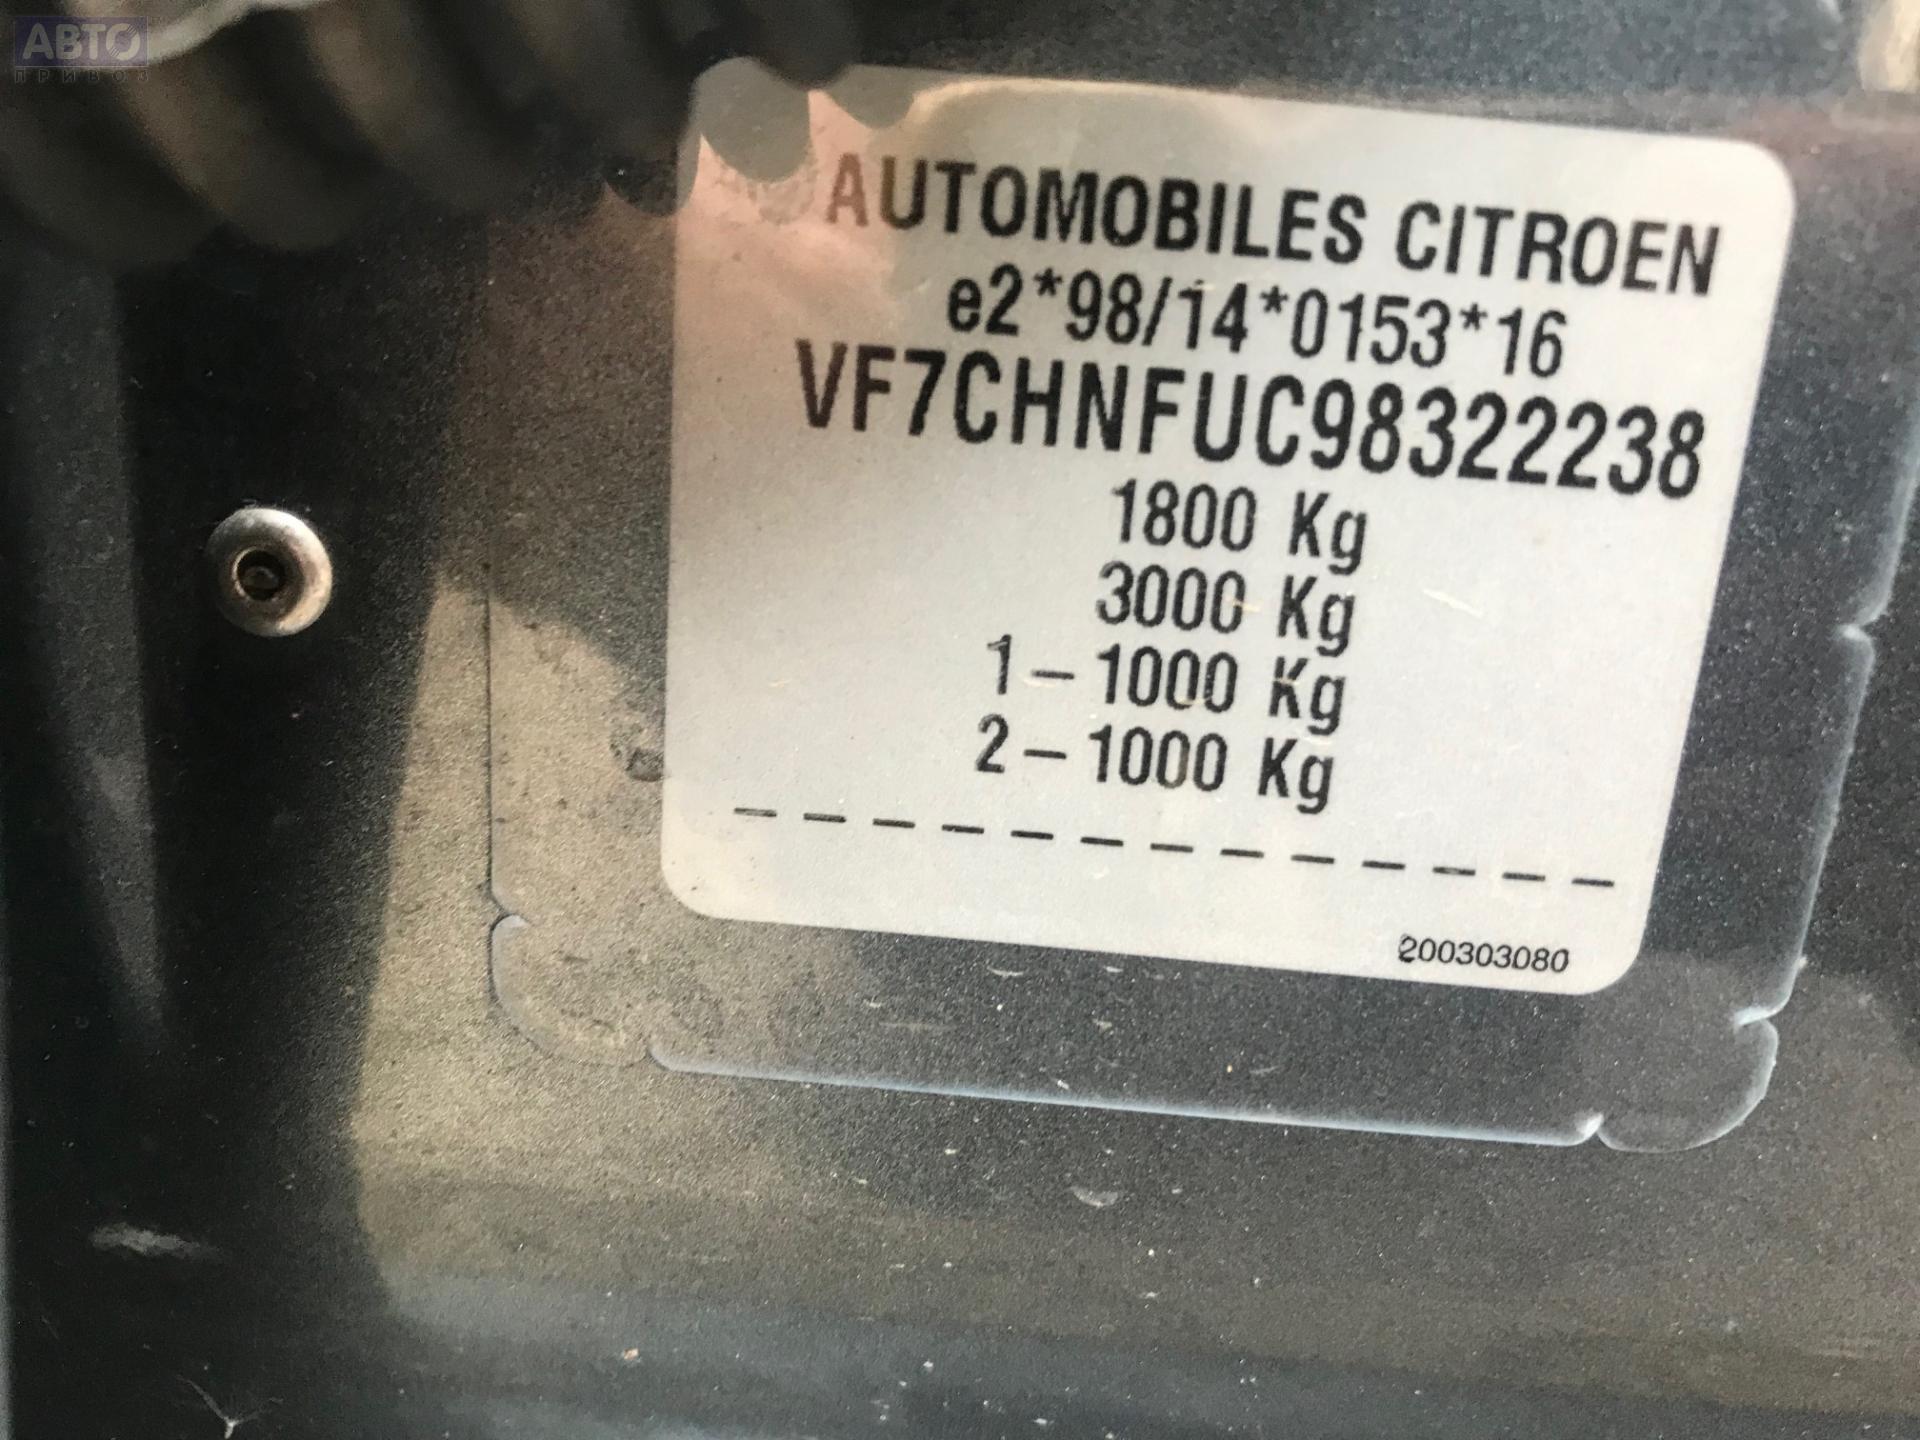 АВТО
ПРИВОЗ
AUTOMOBILES CITROEN
e2*98/14*0153*16
VF7CHNFUC98322238
1800 Kg
3000 Kg
1-1000 Kg
2-1000 Kg
-------------
200303080